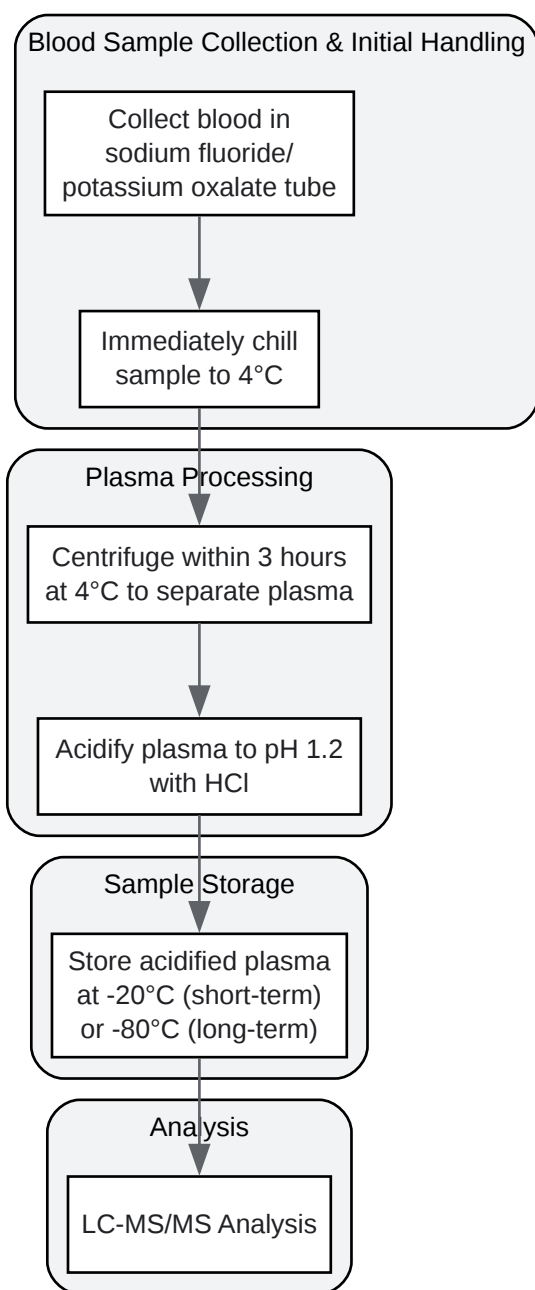 Blood Sample Collection & Initial Handling
Collect blood in
sodium fluoride/
potassium oxalate tube
Immediately chill
sample to 4°C
Plasma Processing
Centrifuge within 3 hours
at 4°C to separate plasma
Acidify plasma to pH 1.2
with HCl
Sample Storage
Store acidified plasma
at -20°C (short-term)
or -80°C (long-term)
Analysis
LC-MS/MS Analysis